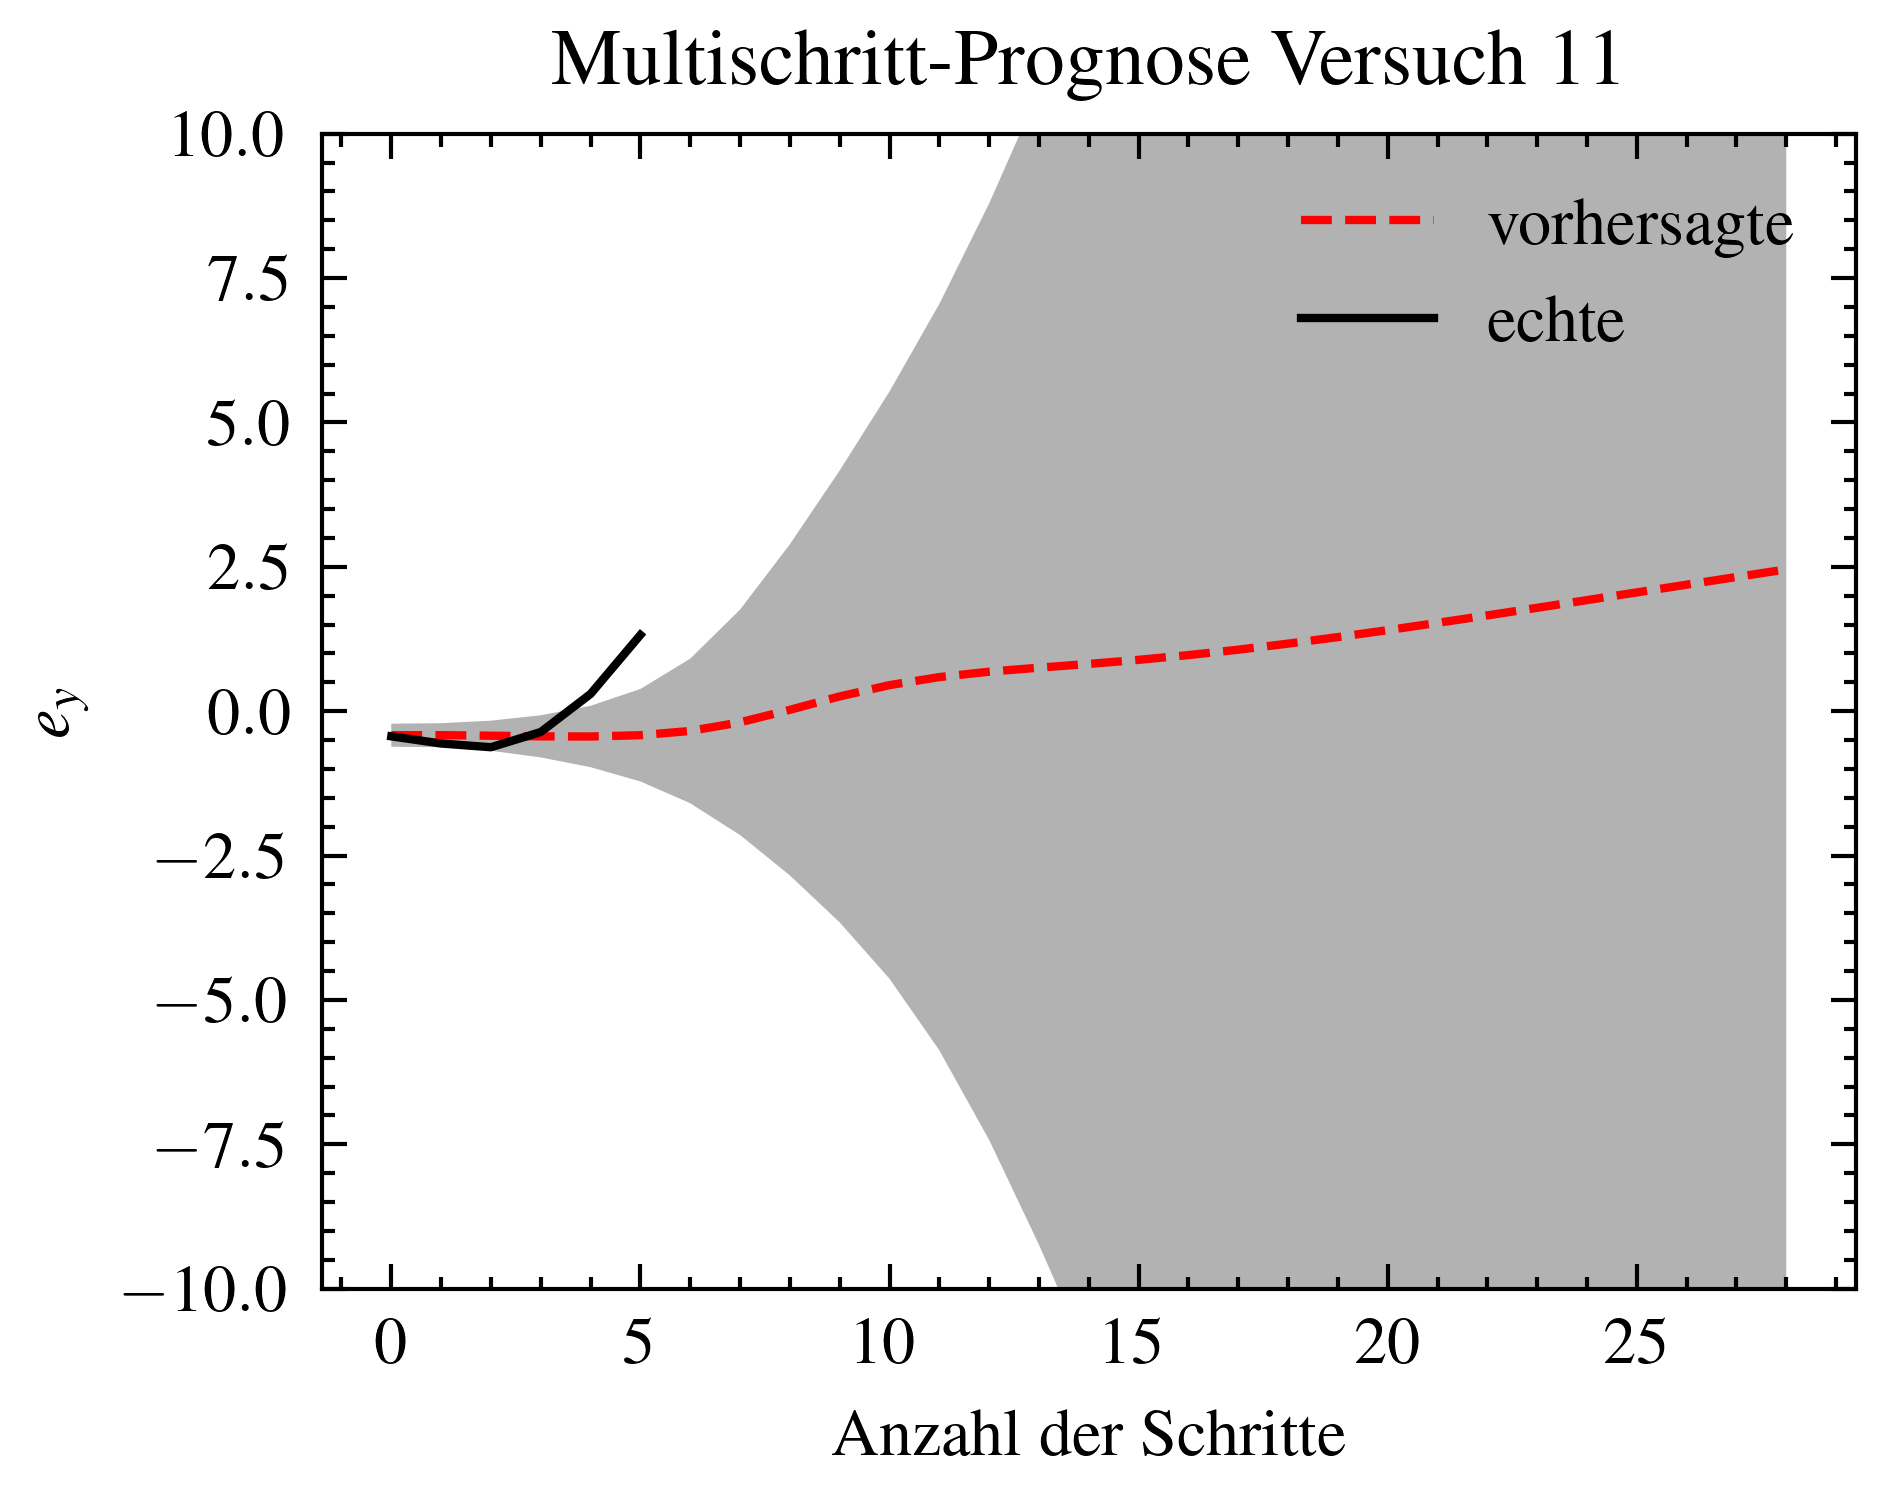 Multischritt-Prognose Versuch 11
10.0
7.5
5.0
2.5
0.0
−2.5
−5.0
−7.5
−10.0
e_y
vorhersagte
echte
0 5 10 15 20 25
Anzahl der Schritte